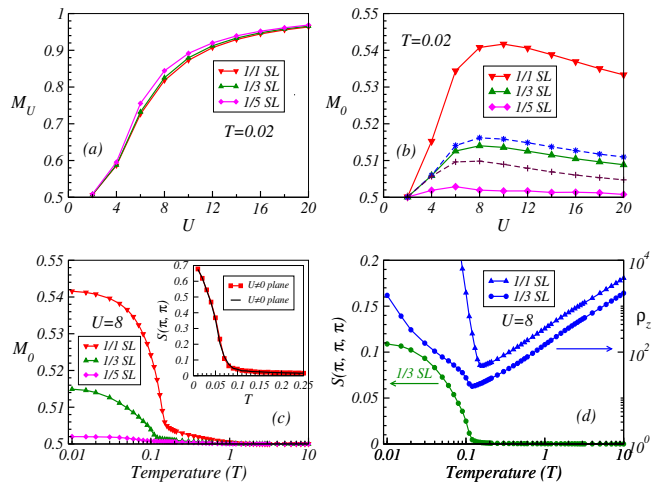 1
0.9
0.8
0.7
0.6
0.5
M_U
1/1 SL
1/3 SL
1/5 SL
T=0.02
(a)
0 4 8 12 16 20
U
0.55
0.54
0.53
0.52
0.51
0.5
M_0
T=0.02
1/1 SL
1/3 SL
1/5 SL
(b)
0 4 8 12 16 20
U
0.55
0.54
0.53
0.52
0.51
0.5
M_0
U=8
1/1 SL
1/3 SL
1/5 SL
(c)
0.01 0.1 1 10
Temperature (T)
0.7
0.6
0.5
0.4
0.3
0.2
0.1
0
S(π, π)
U≠0 plane
U≠0 plane
0 0.05 0.1 0.15 0.2 0.25
T
0.2
0.15
0.1
0.05
0
S(π, π, π)
1/1 SL
1/3 SL
U=8
1/3 SL
(d)
10^4
ρ_z
10^2
10^0
0.01 0.1 1 10
Temperature (T)